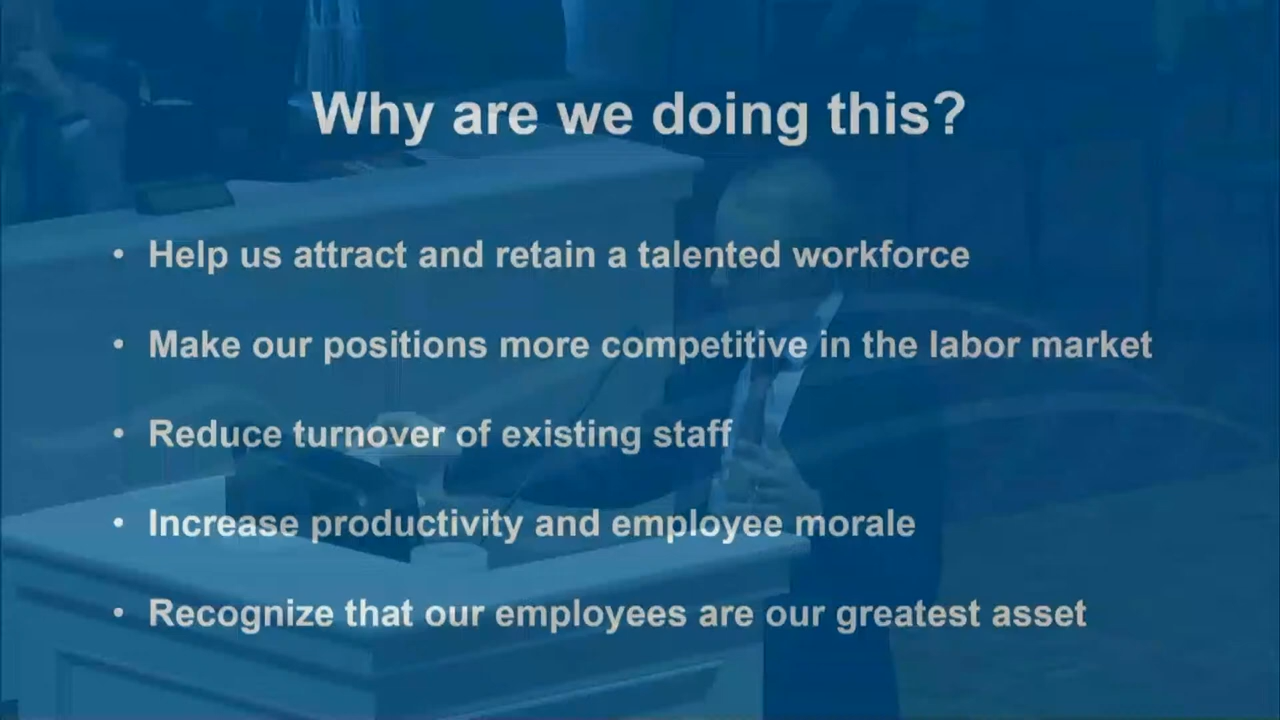 Why are we doing this?
• Help us attract and retain a talented workforce
• Make our positions more competitive in the labor market
• Reduce turnover of existing staff
• Increase productivity and employee morale
• Recognize that our employees are our greatest asset